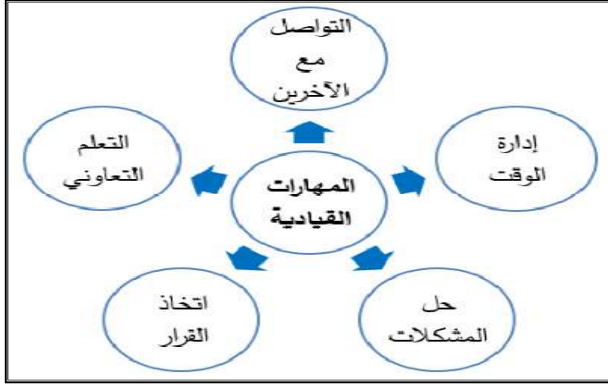 التواصل
مع
الآخرين
إدارة
الوقت
التعلم
التعاوني
المهارات
القيادية
حل
المشكلات
اتخاذ
القرار